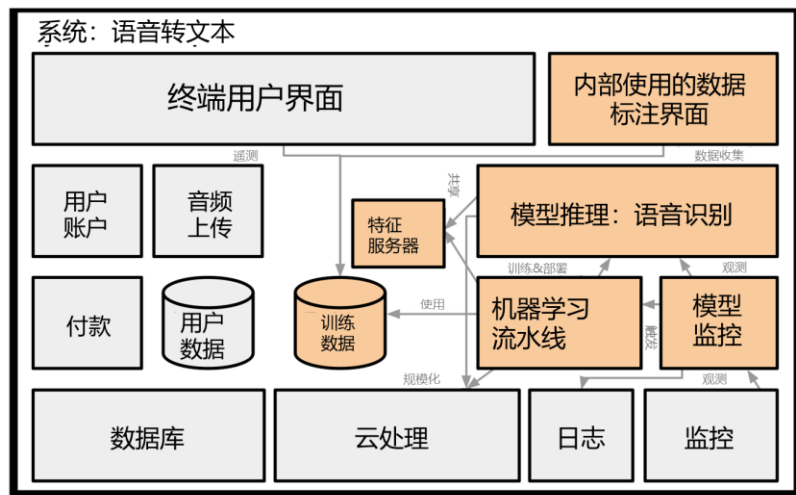 系统：语音转文本
终端用户界面
内部使用的数据
标注界面
遥测
数据收集
用户
账户
音频
上传
共享
特征
服务器
模型推理：语音识别
训练&部署
观测
付款
用户
数据
训练
数据
使用
机器学习
流水线
触发
模型
监控
规模化
观测
数据库
云处理
日志
监控